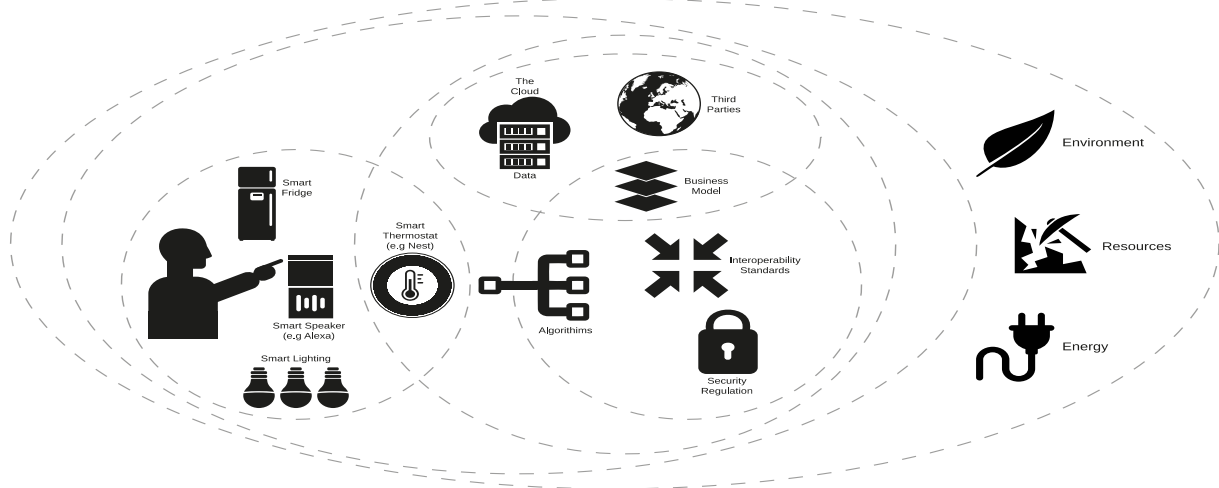 The
Cloud
Data
Third
Parties
Business
Model
Smart
Fridge
Smart
Thermostat
(e.g Nest)
Smart Speaker
(e.g Alexa)
Smart Lighting
Algorithims
Interoperability
Standards
Security
Regulation
Environment
Resources
Energy